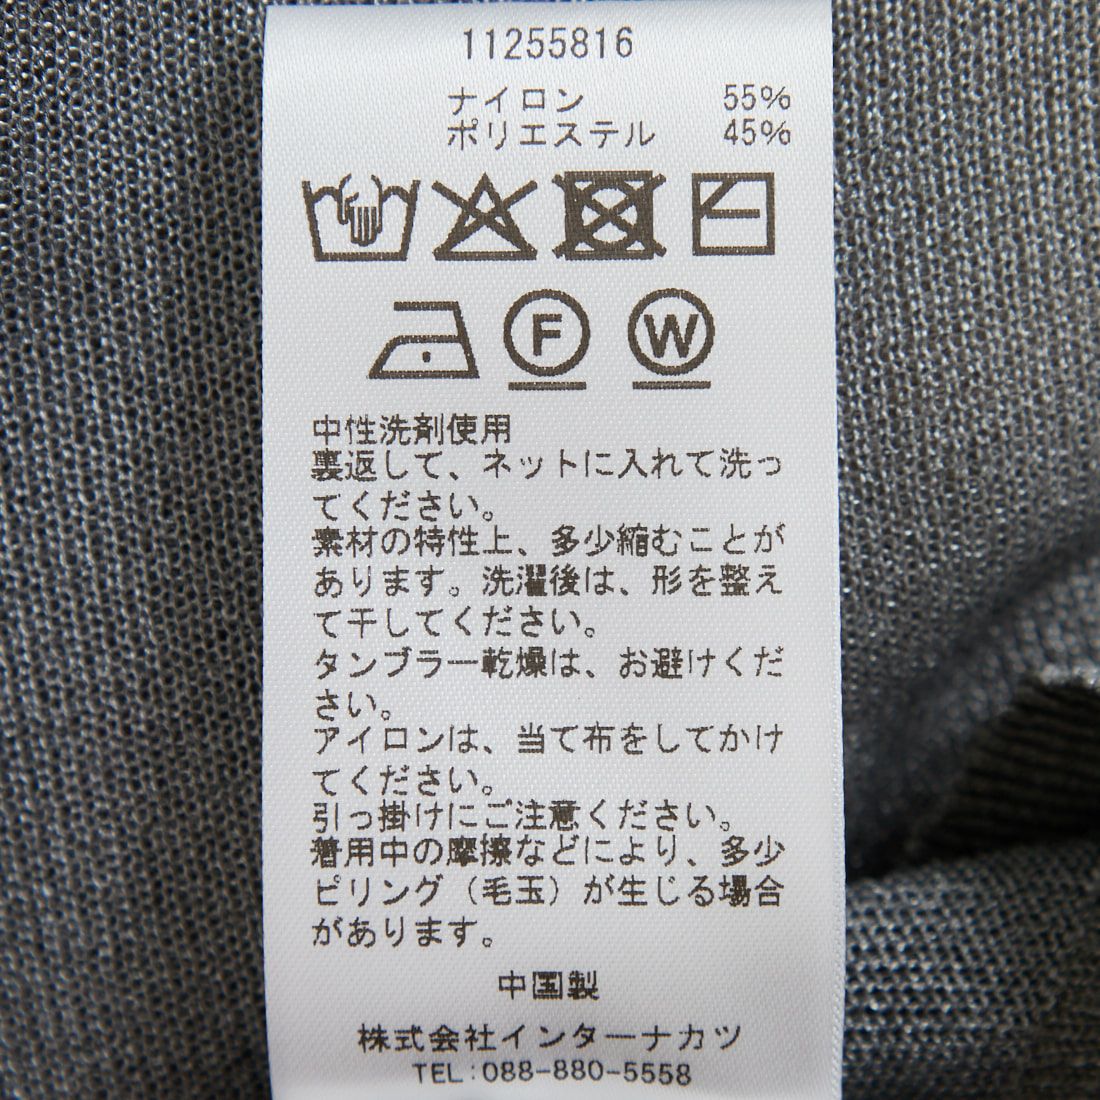 11255816
ナイロン 55%
ポリエステル 45%
F W
中性洗剤使用
裏返して、ネットに入れて洗っ
てください。
素材の特性上、多少縮むことが
あります。洗濯後は、形を整え
て干してください。
タンブラー乾燥は、お避けくだ
さい。
アイロンは、当て布をしてかけ
てください。
引っ掛けにご注意ください。
着用中の摩擦などにより、多少
ピリング(毛玉)が生じる場合
があります。
中国製
株式会社インターナカツ
TEL:088-880-5558